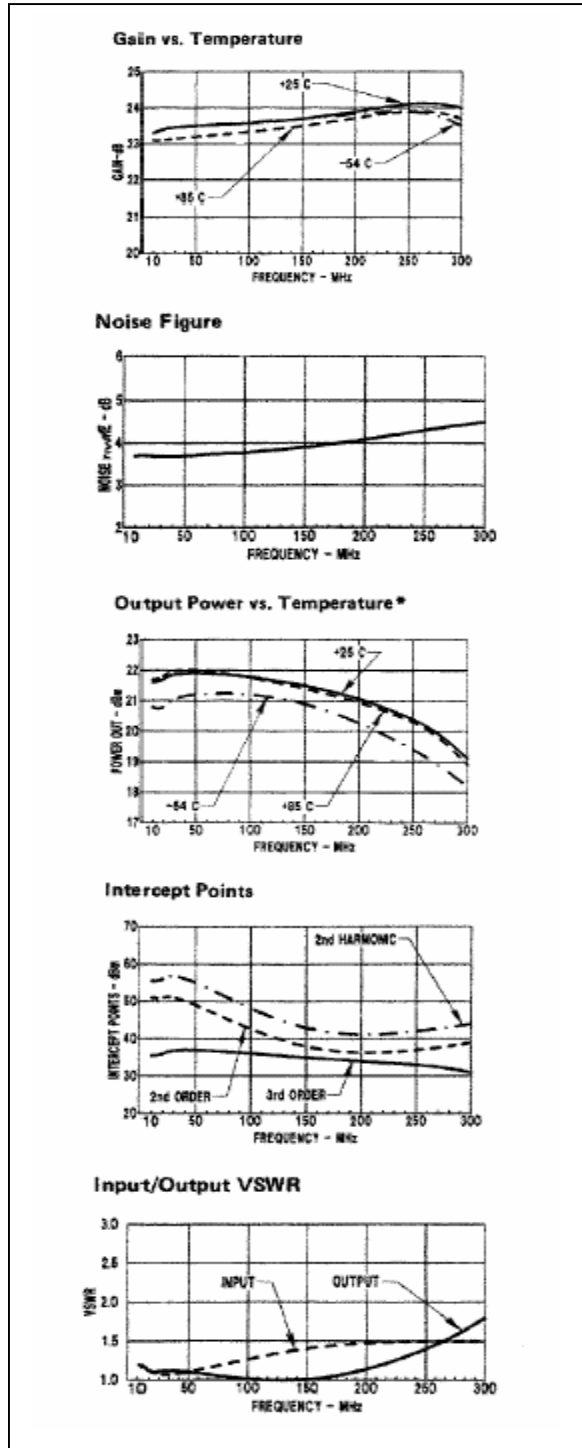 Gain vs. Temperature
25
24
23
22
21
20
GAIN-dB
+25 C
-54 C
+85 C
10 50 100 150 200 250 300
FREQUENCY - MHz
Noise Figure
6
5
4
3
2
NOISE - dB
10 50 100 150 200 250 300
FREQUENCY - MHz
Output Power vs. Temperature*
23
22
21
20
19
18
17
POWER OUT - dBm
+25 C
-54 C
+85 C
10 50 100 150 200 250 300
FREQUENCY - MHz
Intercept Points
70
60
50
40
30
20
INTERCEPT POINTS - dBm
2nd HARMONIC
2nd ORDER
3rd ORDER
10 50 100 150 200 250 300
FREQUENCY - MHz
Input/Output VSWR
3.0
2.5
2.0
1.5
1.0
VSWR
INPUT
OUTPUT
10 50 100 150 200 250 300
FREQUENCY - MHz